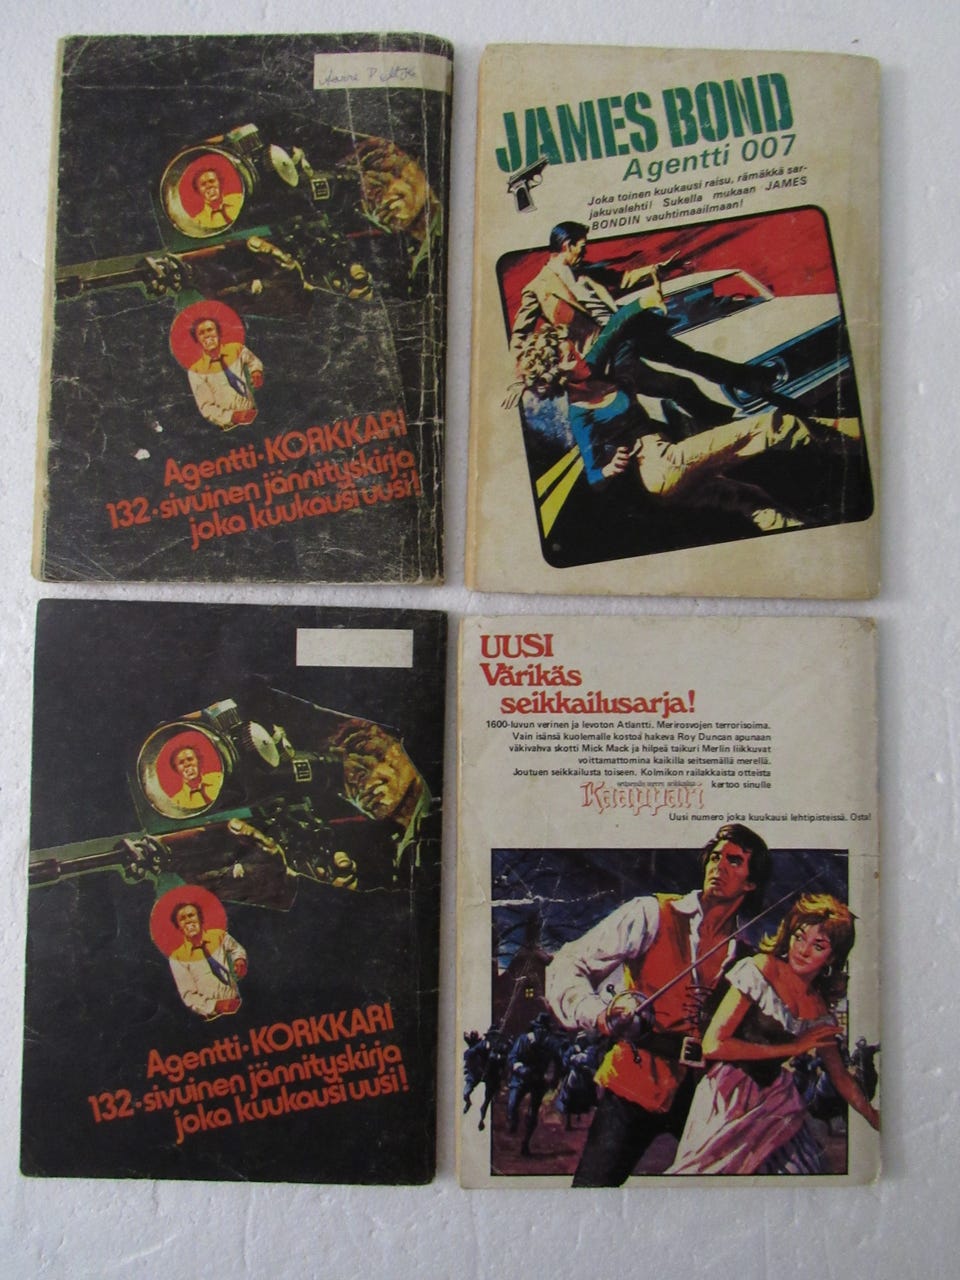 Agentti-KORKKARI
132-sivuinen jännityskirja
joka kuukausi uusi!
JAMES BOND
Agentti 007
Joka toinen kuukausi raisu, rämäkkä sar-
jakuvalehti! Sukella mukaan JAMES
BONDIN vauhtimaailmaan!
Agentti-KORKKARI
132-sivuinen jännityskirja
joka kuukausi uusi!
UUSI
Värikäs
seikkailusarja!
1600-luvun verinen ja levoton Atlantti. Merirosvojen terrorisoima.
Vain isänsä kuolemalle kostoa hakeva Roy Duncan apunaan
väkivahva skotti Mick Mack ja hilpeä taikuri Merlin liikkuvat
voittamattomina kaikilla seitsemällä merellä.
Joutuen seikkailusta toiseen. Kolmikon railakkaista otteista
seitsemän meren seikkailija kertoo sinulle
Kaappari
Uusi numero joka kuukausi lehtipisteissä. Osta!